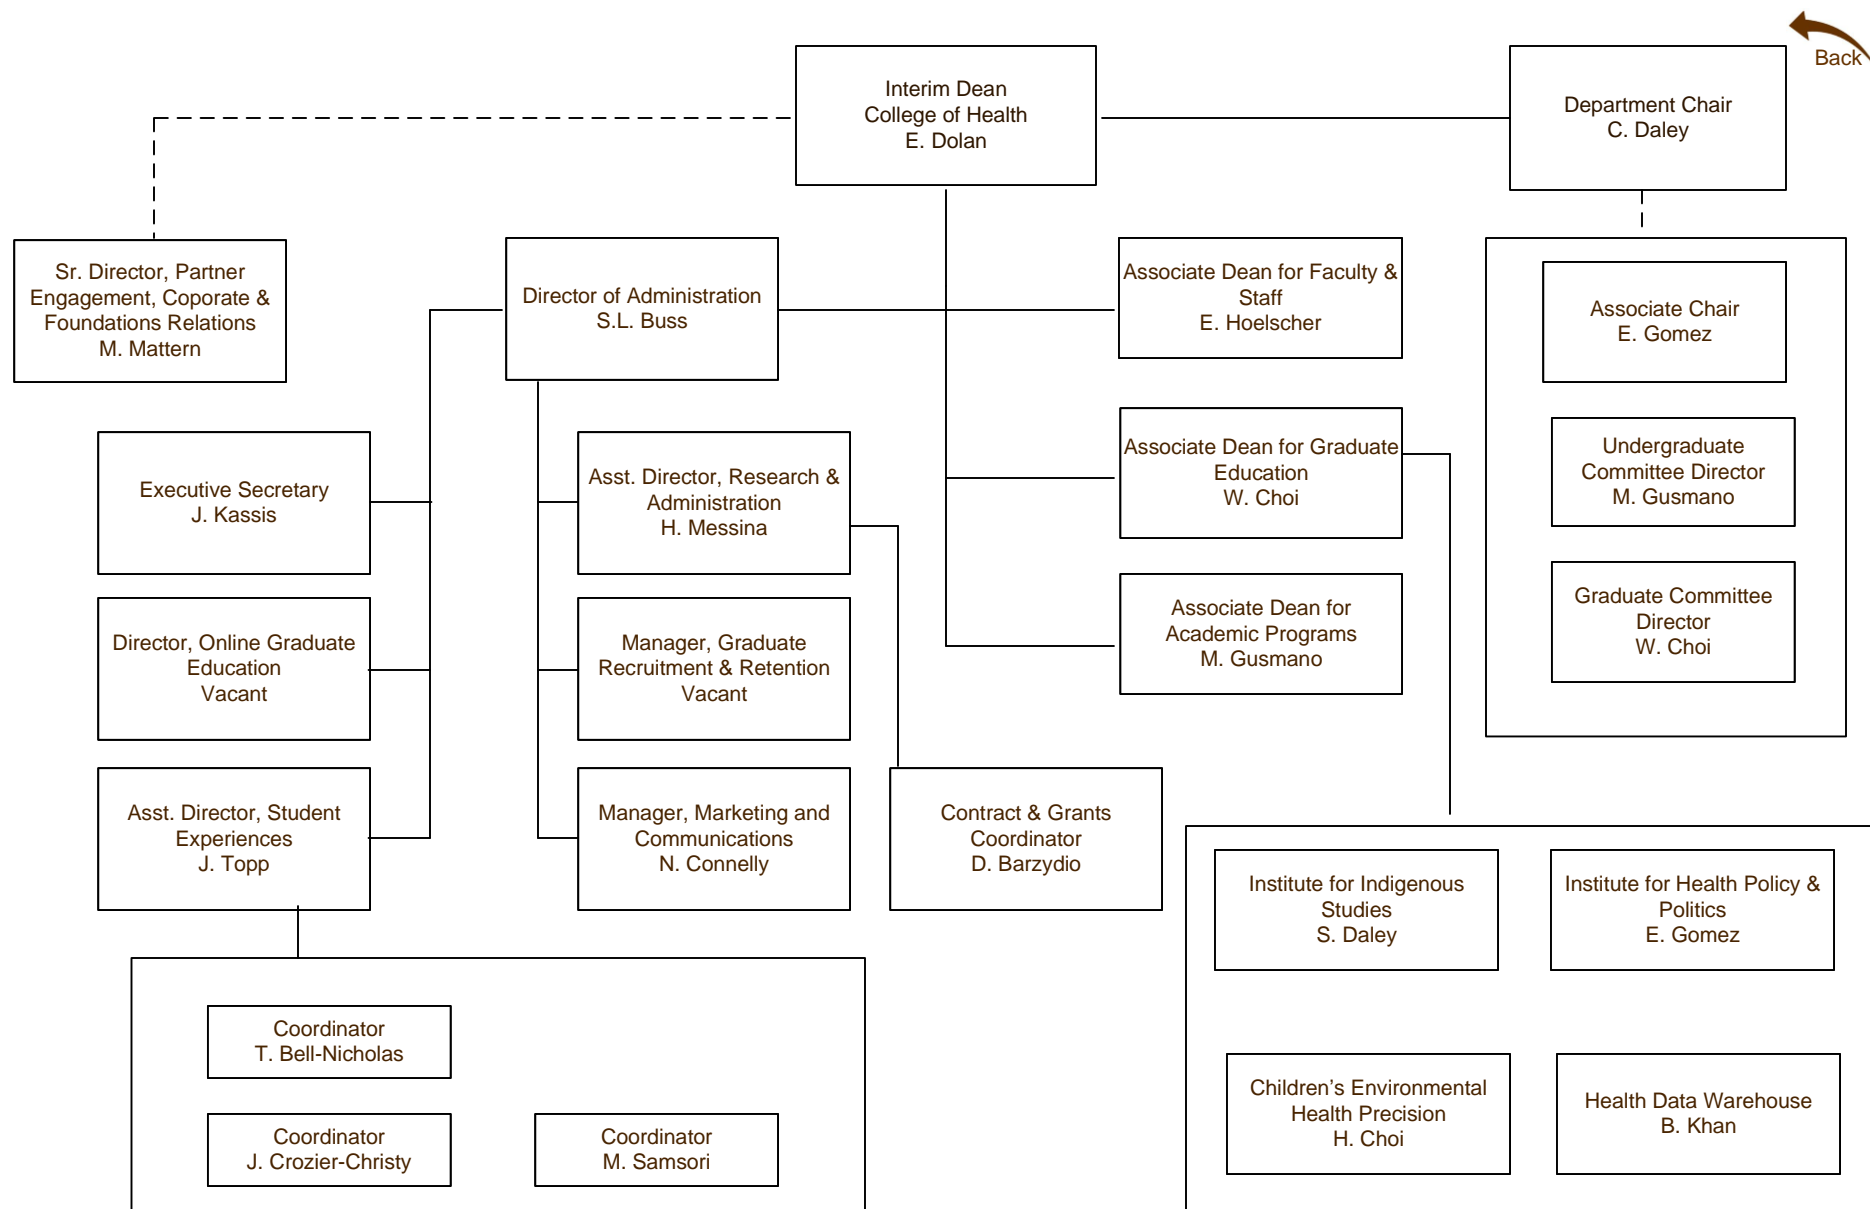 Back
Interim Dean
College of Health
E. Dolan
Department Chair
C. Daley
Sr. Director, Partner
Engagement, Coporate &
Foundations Relations
M. Mattern
Director of Administration
S.L. Buss
Associate Dean for Faculty &
Staff
E. Hoelscher
Associate Chair
E. Gomez
Executive Secretary
J. Kassis
Asst. Director, Research &
Administration
H. Messina
Associate Dean for Graduate
Education
W. Choi
Undergraduate
Committee Director
M. Gusmano
Director, Online Graduate
Education
Vacant
Manager, Graduate
Recruitment & Retention
Vacant
Associate Dean for
Academic Programs
M. Gusmano
Graduate Committee
Director
W. Choi
Asst. Director, Student
Experiences
J. Topp
Manager, Marketing and
Communications
N. Connelly
Contract & Grants
Coordinator
D. Barzydio
Institute for Indigenous
Studies
S. Daley
Institute for Health Policy &
Politics
E. Gomez
Coordinator
T. Bell-Nicholas
Children’s Environmental
Health Precision
H. Choi
Health Data Warehouse
B. Khan
Coordinator
J. Crozier-Christy
Coordinator
M. Samsori